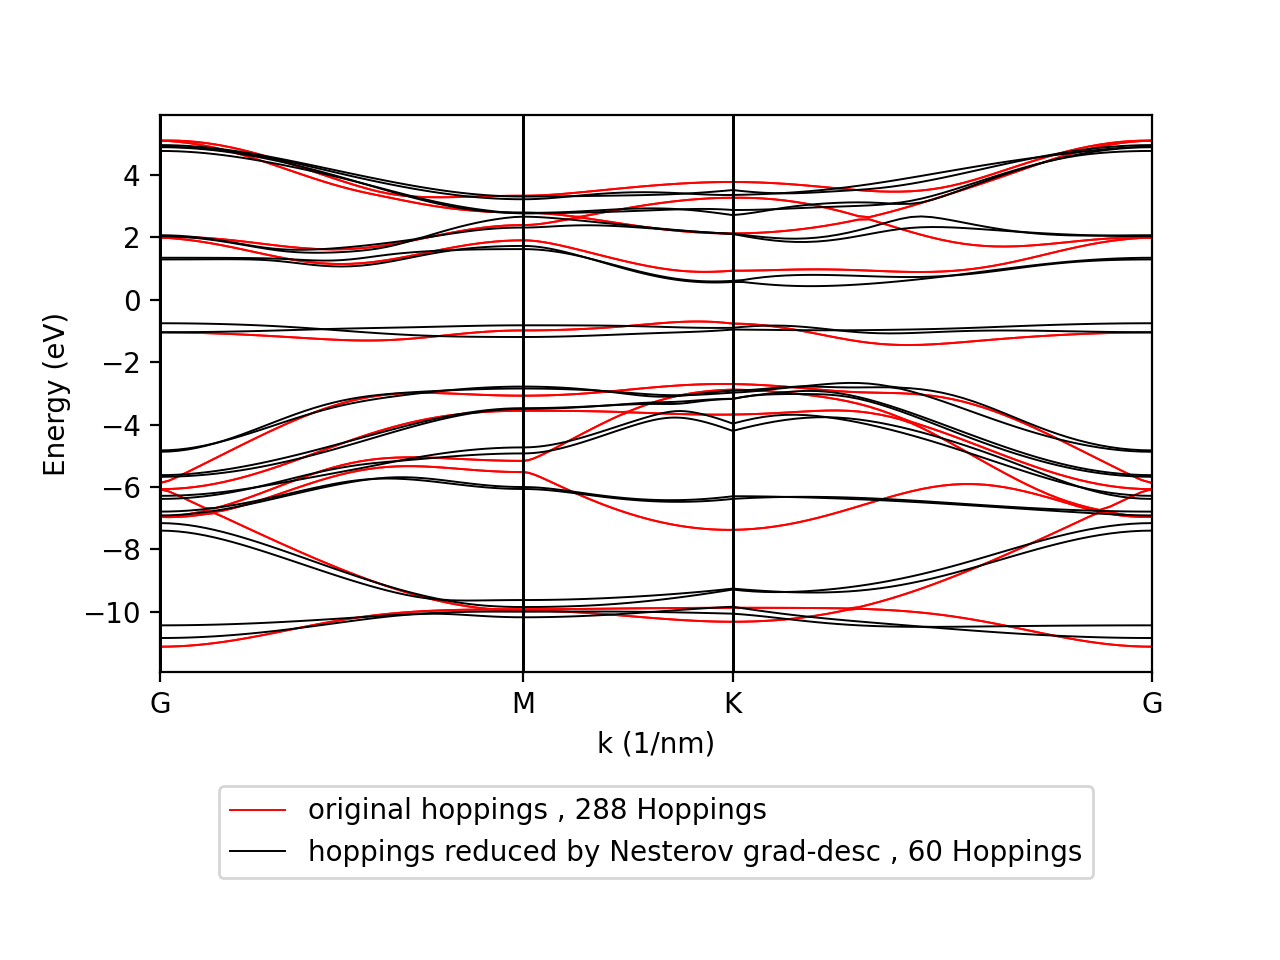 4
2
0
−2
−4
−6
−8
−10
Energy (eV)
G M K G
k (1/nm)
original hoppings , 288 Hoppings
hoppings reduced by Nesterov grad-desc , 60 Hoppings